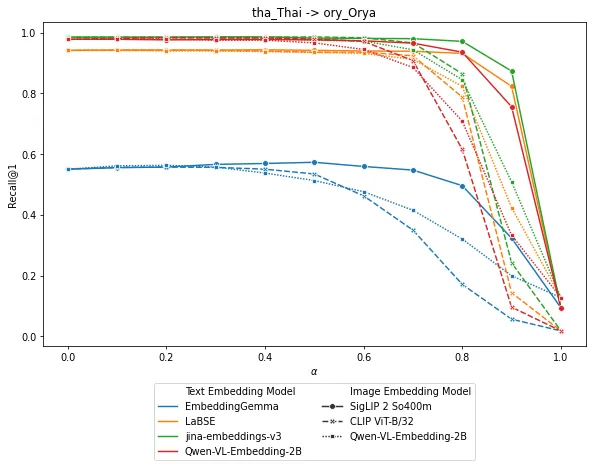 tha_Thai -> ory_Orya
1.0
0.8
0.6
0.4
0.2
0.0
Recall@1
0.0 0.2 0.4 0.6 0.8 1.0
α
Text Embedding Model
EmbeddingGemma
LaBSE
jina-embeddings-v3
Qwen-VL-Embedding-2B
Image Embedding Model
SigLIP 2 So400m
CLIP ViT-B/32
Qwen-VL-Embedding-2B